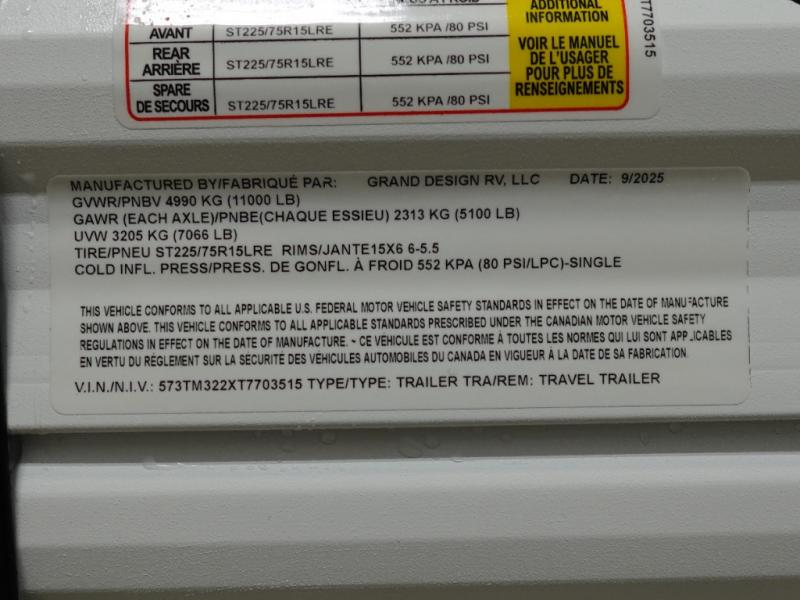 ADDITIONAL
INFORMATION
AVANT ST225/75R15LRE 552 KPA /80 PSI
REAR
ARRIÈRE ST225/75R15LRE 552 KPA /80 PSI
SPARE
DE SECOURS ST225/75R15LRE 552 KPA /80 PSI
VOIR LE MANUEL
DE L'USAGER
POUR PLUS DE
RENSEIGNEMENTS
T7703515
MANUFACTURED BY/FABRIQUÉ PAR: GRAND DESIGN RV, LLC DATE: 9/2025
GVWR/PNBV 4990 KG (11000 LB)
GAWR (EACH AXLE)/PNBE(CHAQUE ESSIEU) 2313 KG (5100 LB)
UVW 3205 KG (7066 LB)
TIRE/PNEU ST225/75R15LRE RIMS/JANTE15X6 6-5.5
COLD INFL. PRESS/PRESS. DE GONFL. À FROID 552 KPA (80 PSI/LPC)-SINGLE
THIS VEHICLE CONFORMS TO ALL APPLICABLE U.S. FEDERAL MOTOR VEHICLE SAFETY STANDARDS IN EFFECT ON THE DATE OF MANUFACTURE
SHOWN ABOVE. THIS VEHICLE CONFORMS TO ALL APPLICABLE STANDARDS PRESCRIBED UNDER THE CANADIAN MOTOR VEHICLE SAFETY
REGULATIONS IN EFFECT ON THE DATE OF MANUFACTURE. ~ CE VEHICULE EST CONFORME À TOUTES LES NORMES QUI LUI SONT APPLICABLES
EN VERTU DU RÈGLEMENT SUR LA SÉCURITÉ DES VÉHICULES AUTOMOBILES DU CANADA EN VIGUEUR À LA DATE DE SA FABRICATION.
V.I.N./N.I.V.: 573TM322XT7703515 TYPE/TYPE: TRAILER TRA/REM: TRAVEL TRAILER